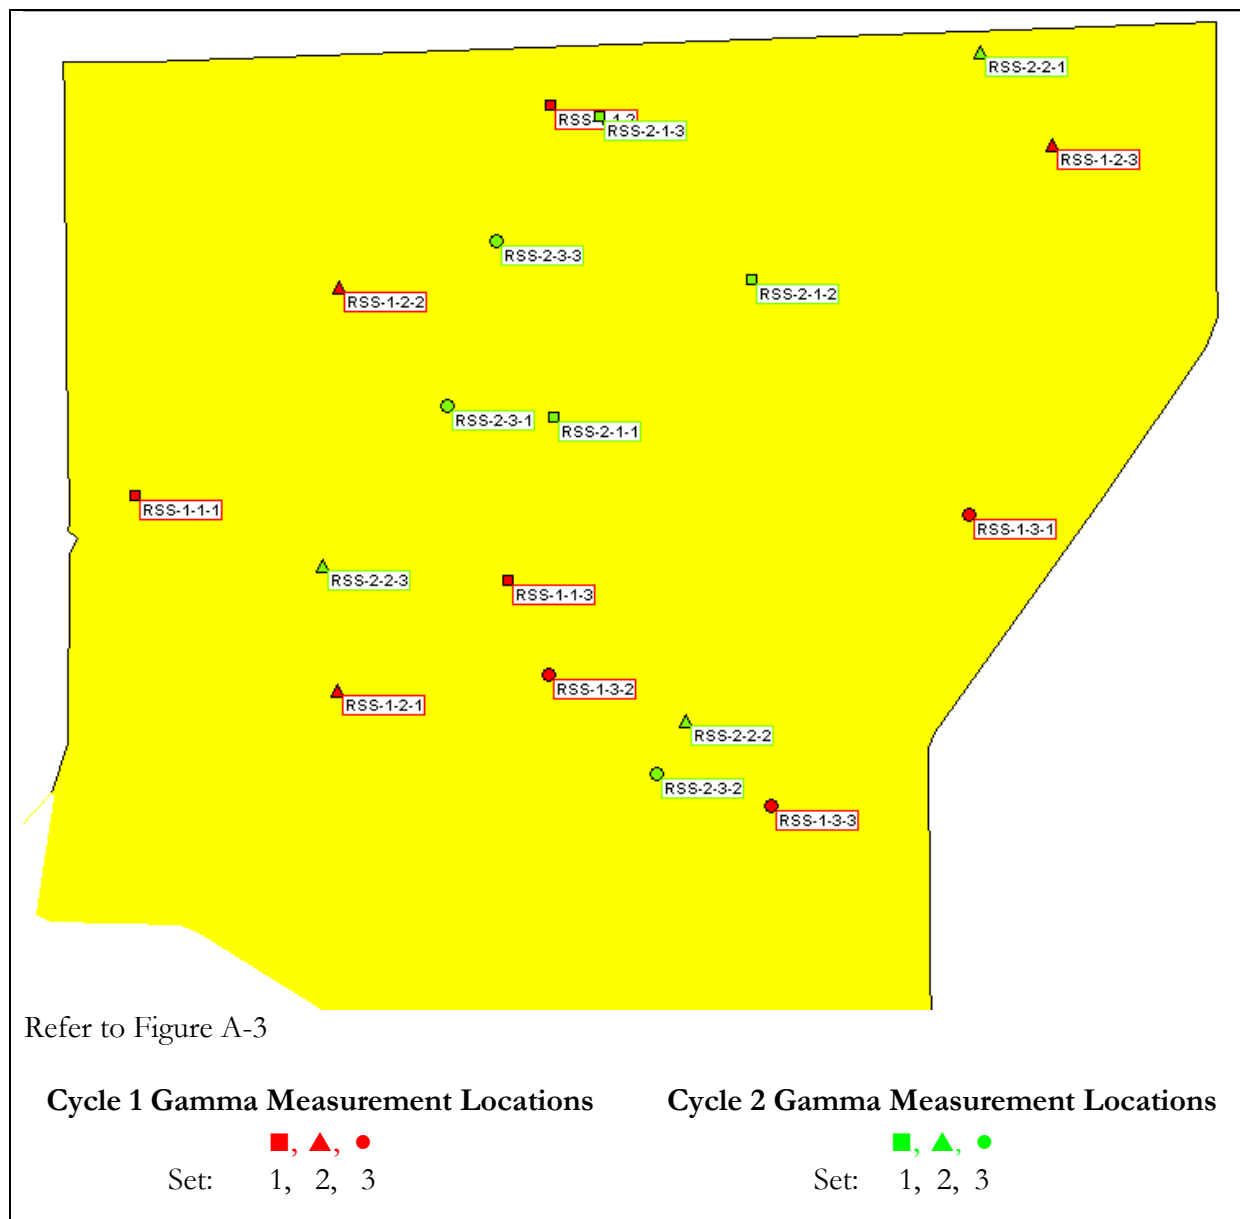 RSS-2-2-1
RSS-2-1-3
RSS-1-2-3
RSS-2-3-3
RSS-2-1-2
RSS-1-2-2
RSS-2-3-1
RSS-2-1-1
RSS-1-1-1
RSS-1-3-1
RSS-2-2-3
RSS-1-1-3
RSS-1-3-2
RSS-1-2-1
RSS-2-2-2
RSS-2-3-2
RSS-1-3-3
Refer to Figure A-3
Cycle 1 Gamma Measurement Locations Cycle 2 Gamma Measurement Locations
■, ▲, ● ■, ▲, ●
Set: 1, 2, 3 Set: 1, 2, 3